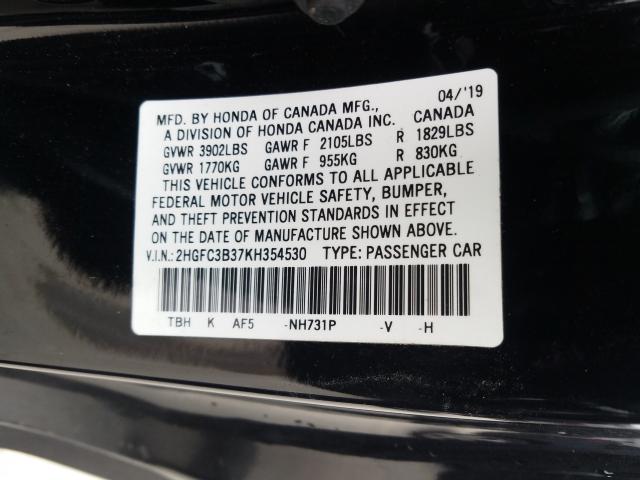 MFD. BY HONDA OF CANADA MFG., 04/'19
A DIVISION OF HONDA CANADA INC. CANADA
GVWR 3902LBS GAWR F 2105LBS R 1829LBS
GVWR 1770KG GAWR F 955KG R 830KG
THIS VEHICLE CONFORMS TO ALL APPLICABLE
FEDERAL MOTOR VEHICLE SAFETY, BUMPER,
AND THEFT PREVENTION STANDARDS IN EFFECT
ON THE DATE OF MANUFACTURE SHOWN ABOVE.
V.I.N.: 2HGFC3B37KH354530 TYPE: PASSENGER CAR
TBH K AF5 -NH731P -V -H